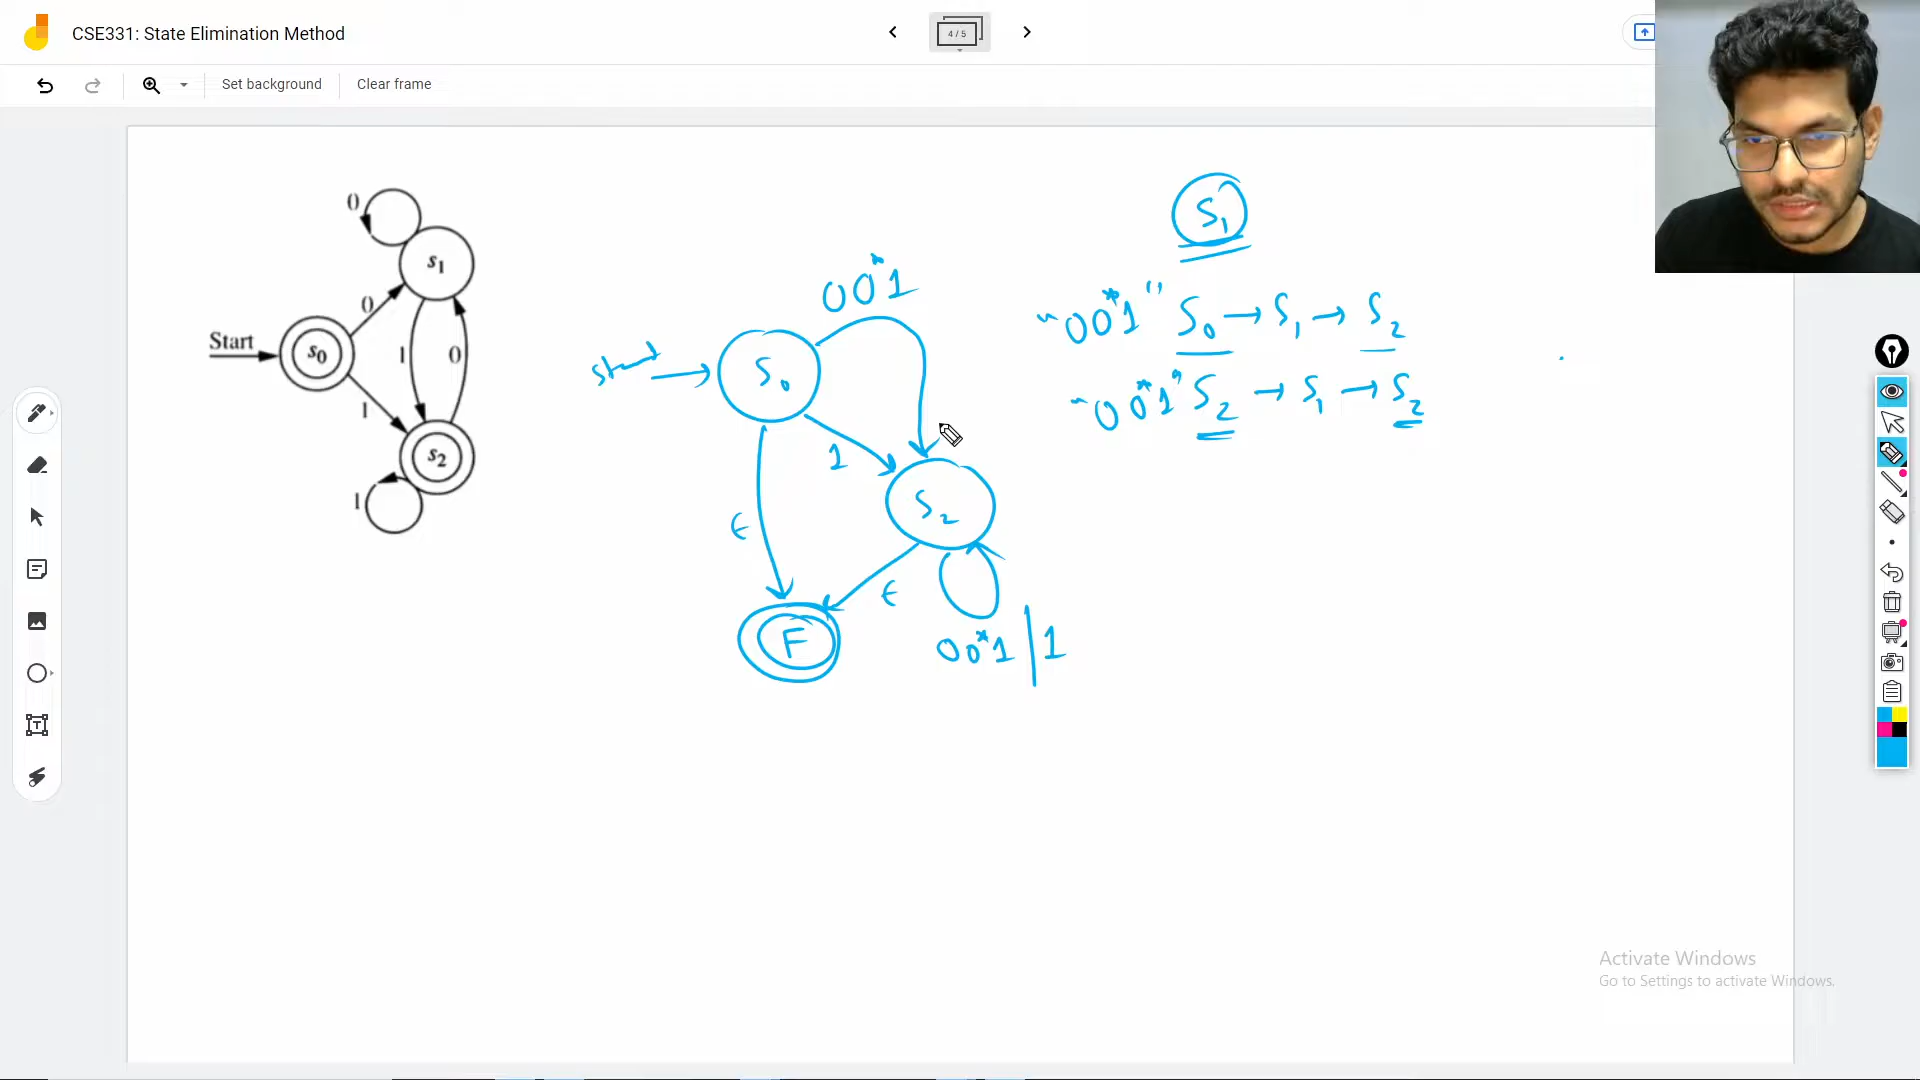 CSE331: State Elimination Method
4 / 5
Set background
Clear frame
0
s1
0
Start
s0
1
0
1
s2
1
S1
00*1
"00*1" S0 → S1 → S2
"00*1" S2 → S1 → S2
start
S0
1
S2
ϵ
ϵ
F
00*1 | 1
T
Activate Windows
Go to Settings to activate Windows.